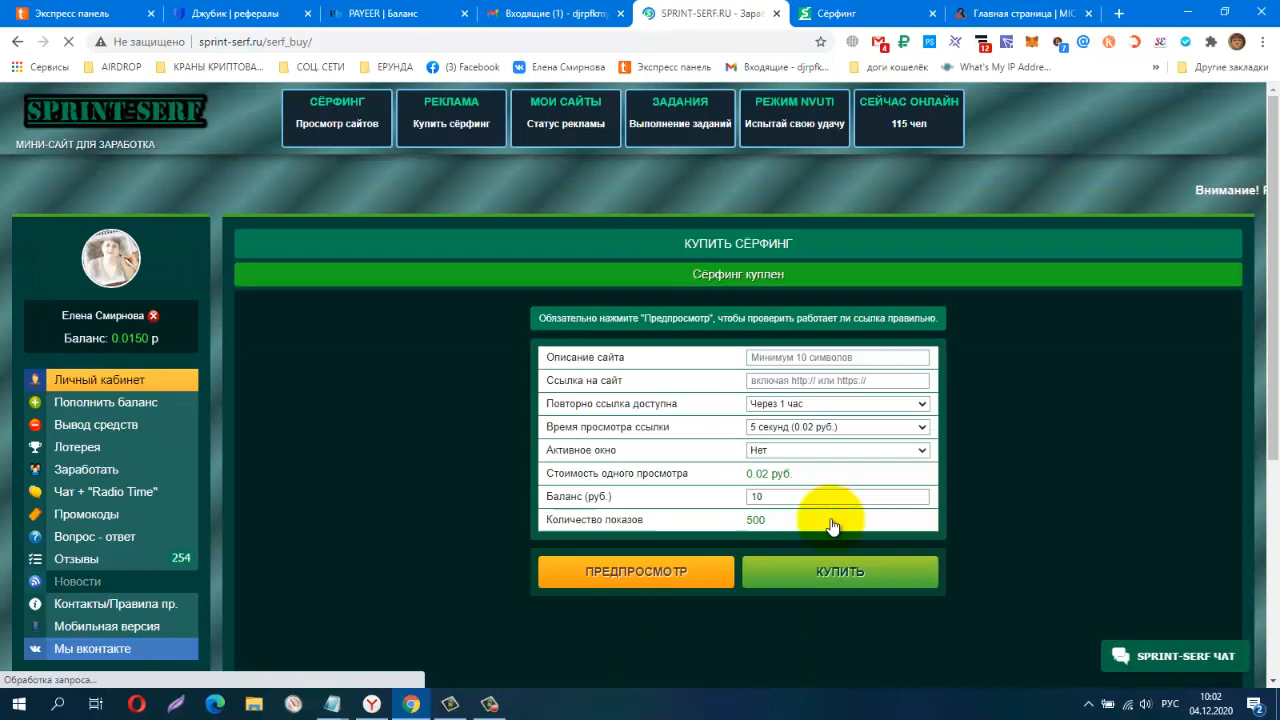 Экспресс панель
Джубик | рефералы
PAYEER | Баланс
Входящие (1) - djrpfkmy
SPRINT-SERF.RU - Зара
Сёрфинг
Главная страница | MIC
Не защищено | sprint-serf.ru/serf_buy/
Сервисы
AIRDROP
КРАНЫ КРИПТОВА...
СОЦ. СЕТИ
ЕРУНДА
(3) Facebook
Елена Смирнова
Экспресс панель
Входящие - djrpfk...
доги кошелёк
What's My IP Addre...
»
Другие закладки
SPRINT-SERF
МИНИ-САЙТ ДЛЯ ЗАРАБОТКА
СЁРФИНГ
Просмотр сайтов
РЕКЛАМА
Купить сёрфинг
МОИ САЙТЫ
Статус рекламы
ЗАДАНИЯ
Выполнение заданий
РЕЖИМ NVUTI
Испытай свою удачу
СЕЙЧАС ОНЛАЙН
115 чел
Внимание!
Елена Смирнова
Баланс: 0.0150 р
Личный кабинет
Пополнить баланс
Вывод средств
Лотерея
Заработать
Чат + "Radio Time"
Промокоды
Вопрос - ответ
Отзывы 254
Новости
Контакты/Правила пр.
Мобильная версия
Мы вконтакте
КУПИТЬ СЁРФИНГ
Сёрфинг куплен
Обязательно нажмите "Предпросмотр", чтобы проверить работает ли ссылка правильно.
Описание сайта Минимум 10 символов
Ссылка на сайт включая http:// или https://
Повторно ссылка доступна Через 1 час
Время просмотра ссылки 5 секунд (0.02 руб.)
Активное окно Нет
Стоимость одного просмотра 0.02 руб.
Баланс (руб.) 10
Количество показов 500
ПРЕДПРОСМОТР
КУПИТЬ
SPRINT-SERF ЧАТ
Обработка запроса...
РУС
10:02
04.12.2020